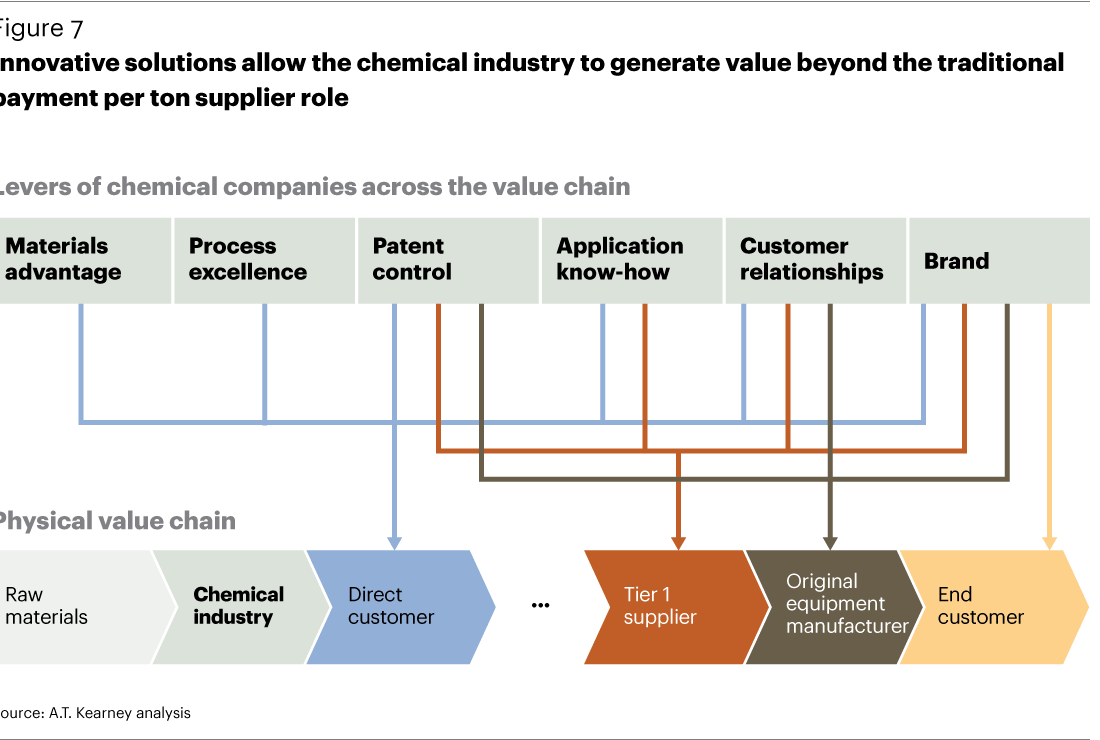 Figure 7
Innovative solutions allow the chemical industry to generate value beyond the traditional
payment per ton supplier role
Levers of chemical companies across the value chain
Materials
advantage
Process
excellence
Patent
control
Application
know-how
Customer
relationships
Brand
Physical value chain
Raw
materials
Chemical
industry
Direct
customer
...
Tier 1
supplier
Original
equipment
manufacturer
End
customer
Source: A.T. Kearney analysis